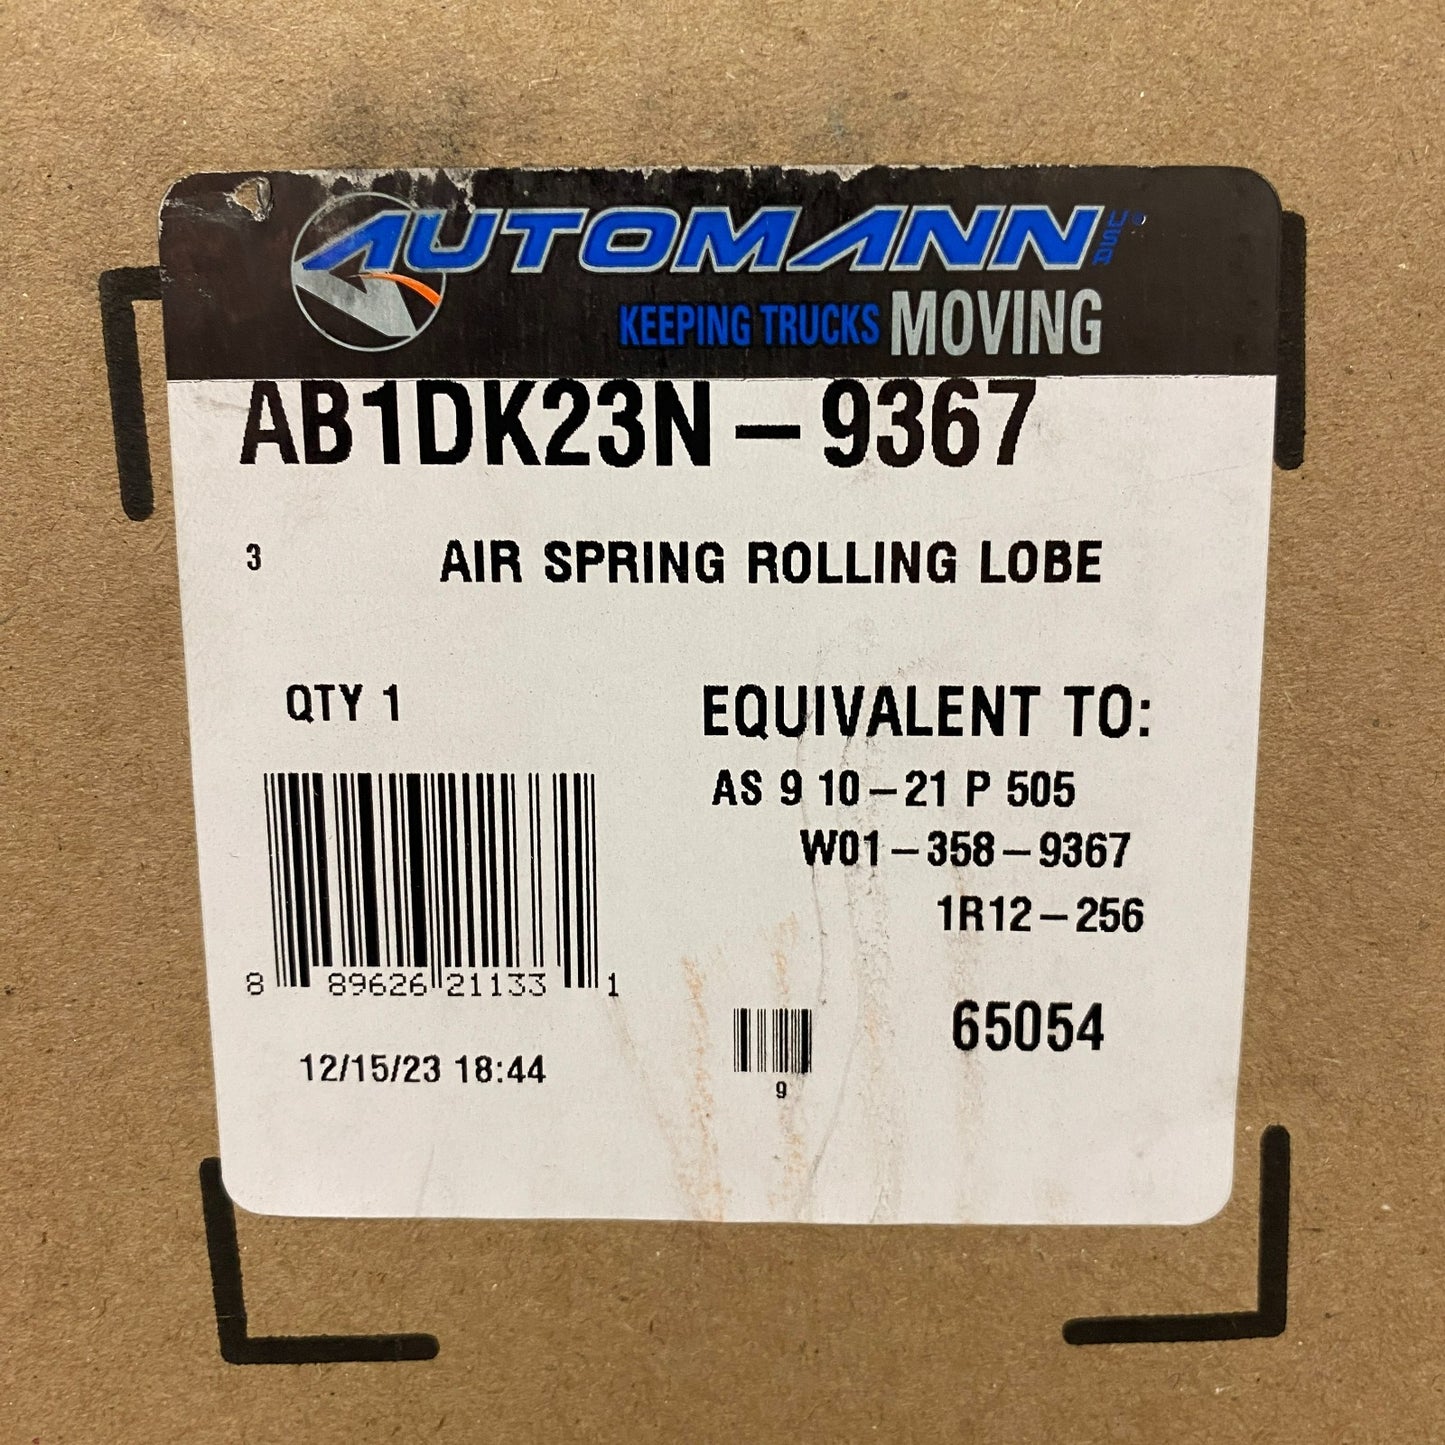 AUTOMANN USA®
KEEPING TRUCKS MOVING
AB1DK23N-9367
3 AIR SPRING ROLLING LOBE
QTY 1
EQUIVALENT TO:
AS 9 10-21 P 505
W01-358-9367
1R12-256
8 89626 21133 1
65054
12/15/23 18:44
9